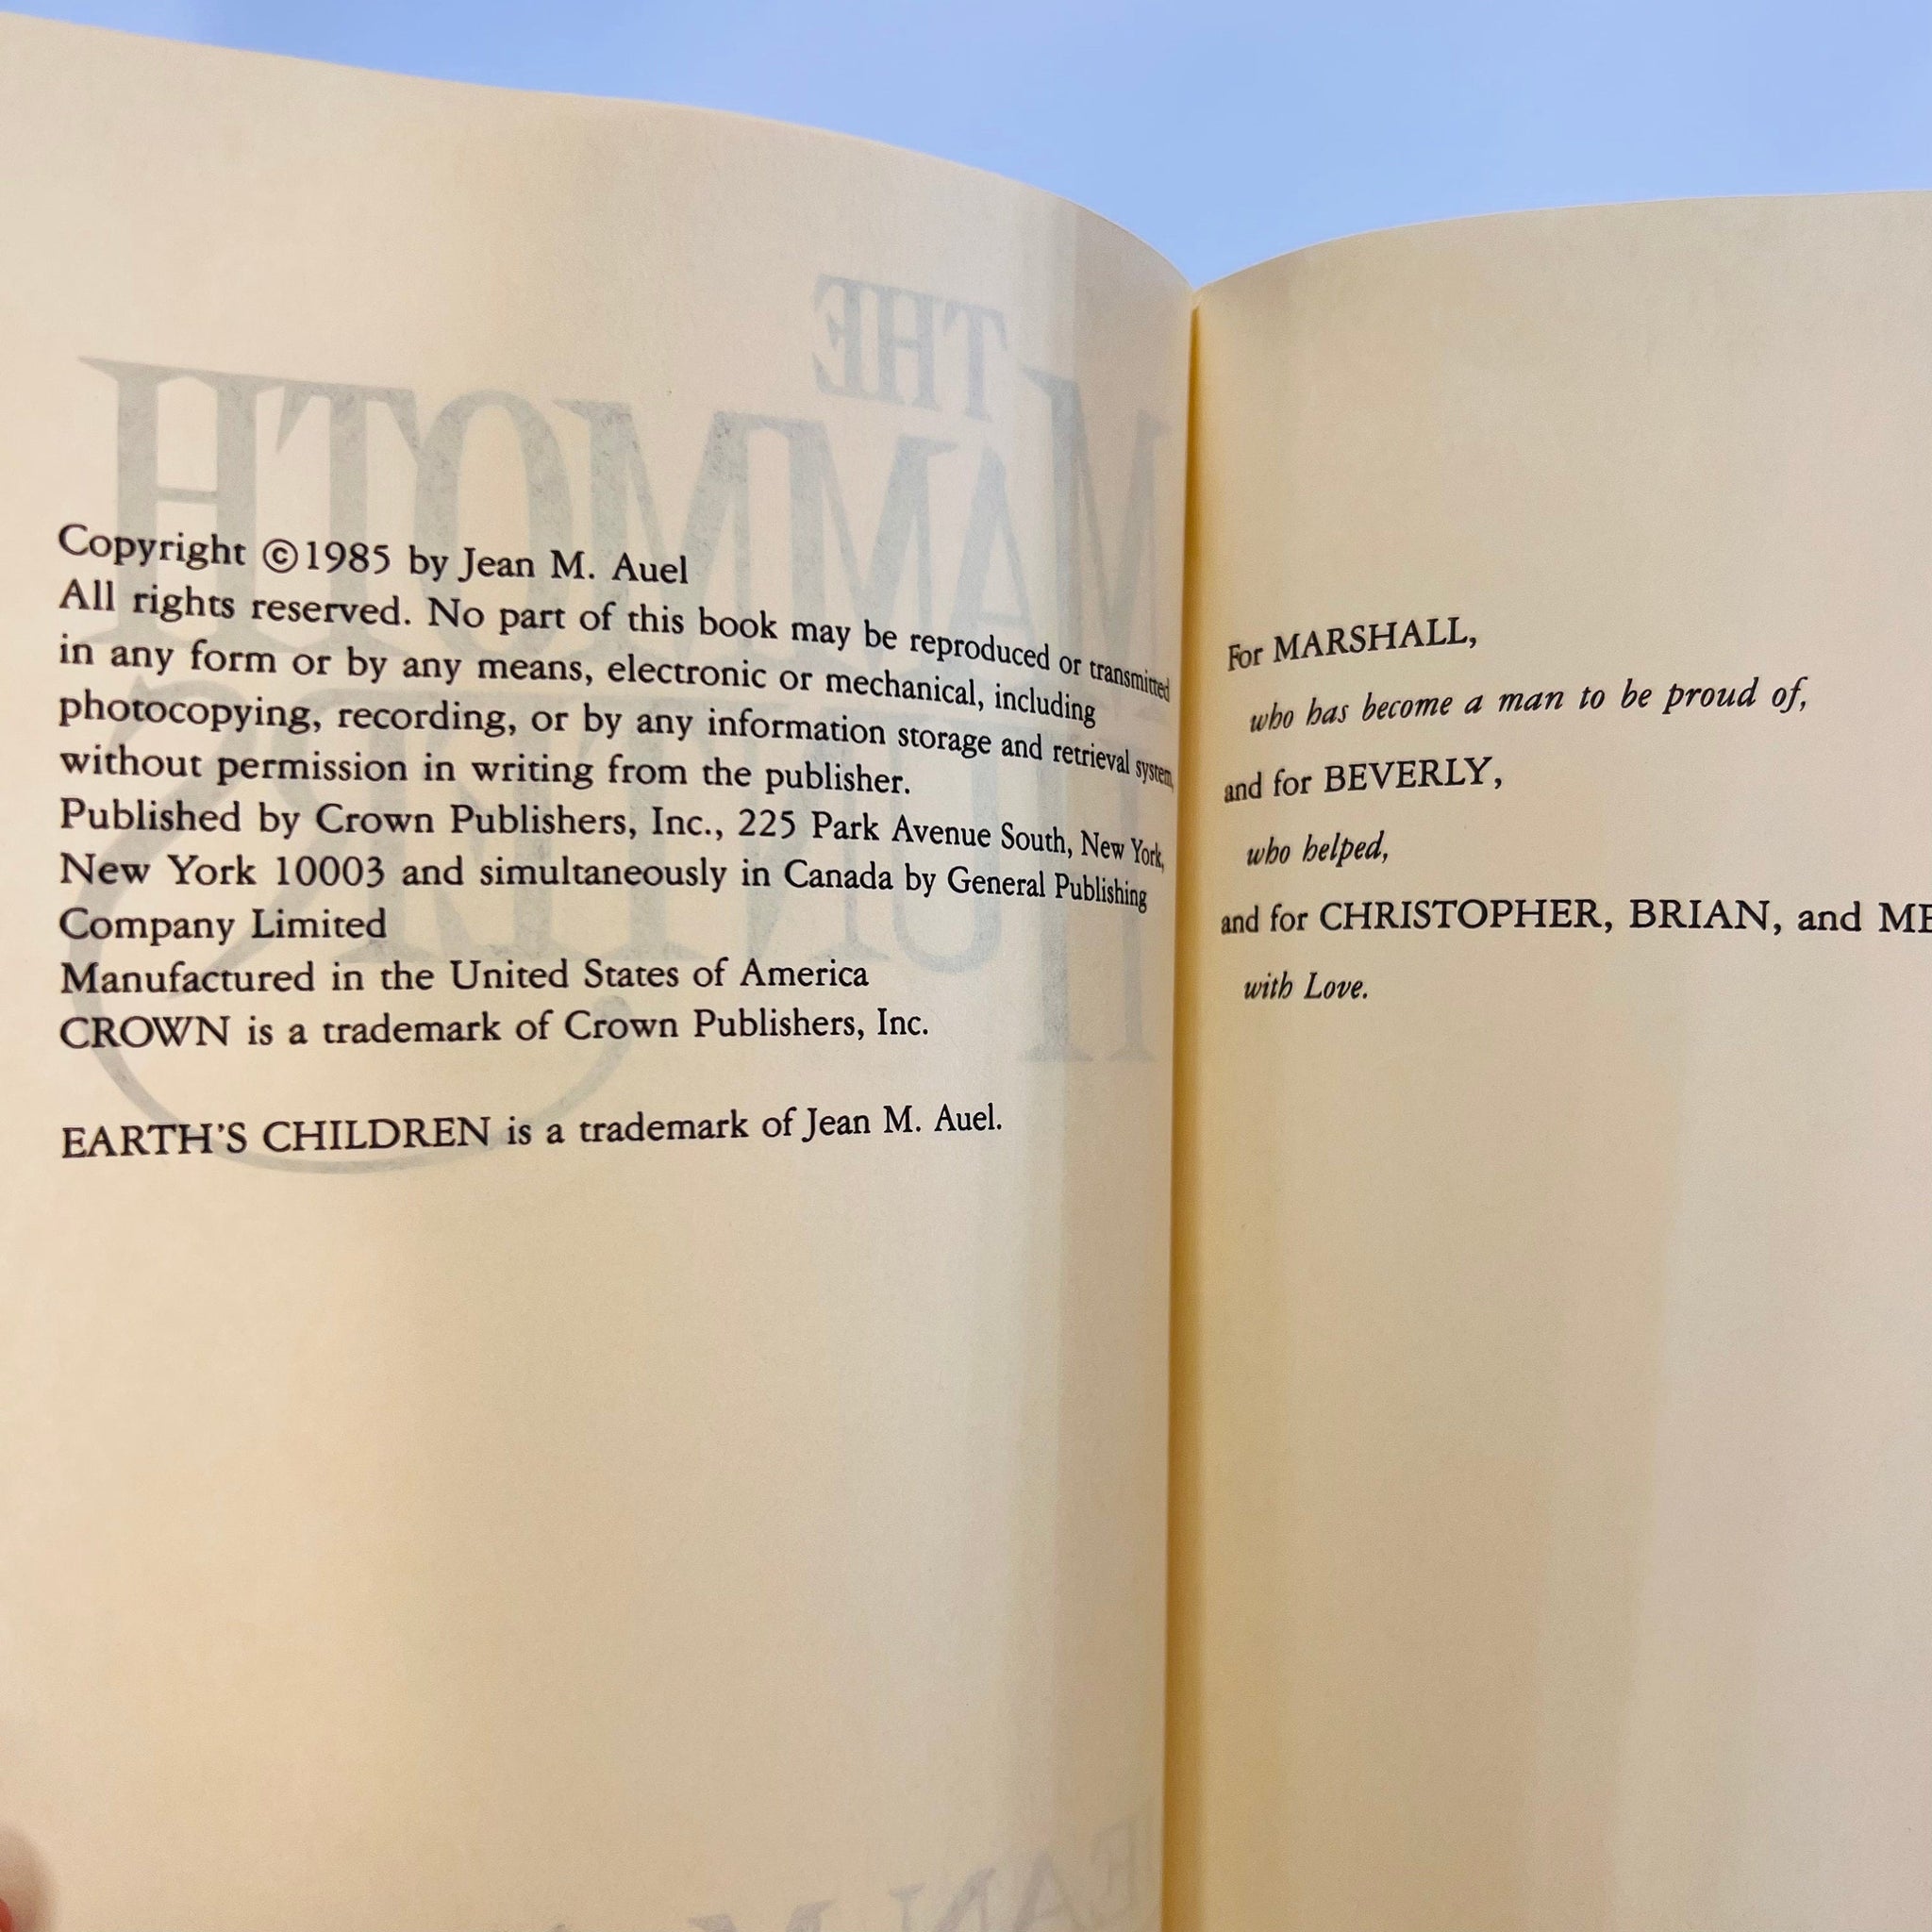 THE
MAMMOTH
HUNTERS
Copyright ©1985 by Jean M. Auel
All rights reserved. No part of this book may be reproduced or transmitted
in any form or by any means, electronic or mechanical, including
photocopying, recording, or by any information storage and retrieval system,
without permission in writing from the publisher.
Published by Crown Publishers, Inc., 225 Park Avenue South, New York,
New York 10003 and simultaneously in Canada by General Publishing
Company Limited
Manufactured in the United States of America
CROWN is a trademark of Crown Publishers, Inc.
EARTH'S CHILDREN is a trademark of Jean M. Auel.
For MARSHALL,
who has become a man to be proud of,
and for BEVERLY,
who helped,
and for CHRISTOPHER, BRIAN, and
with Love.